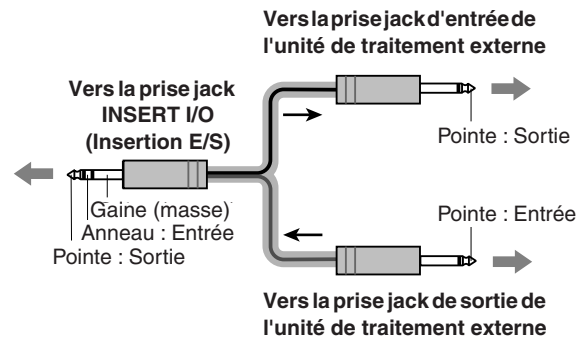 Vers la prise jack d'entrée de
l'unité de traitement externe
Vers la prise jack
INSERT I/O
(Insertion E/S)
Pointe : Sortie
Gaine (masse)
Anneau : Entrée
Pointe : Sortie
Pointe : Entrée
Vers la prise jack de sortie de
l'unité de traitement externe